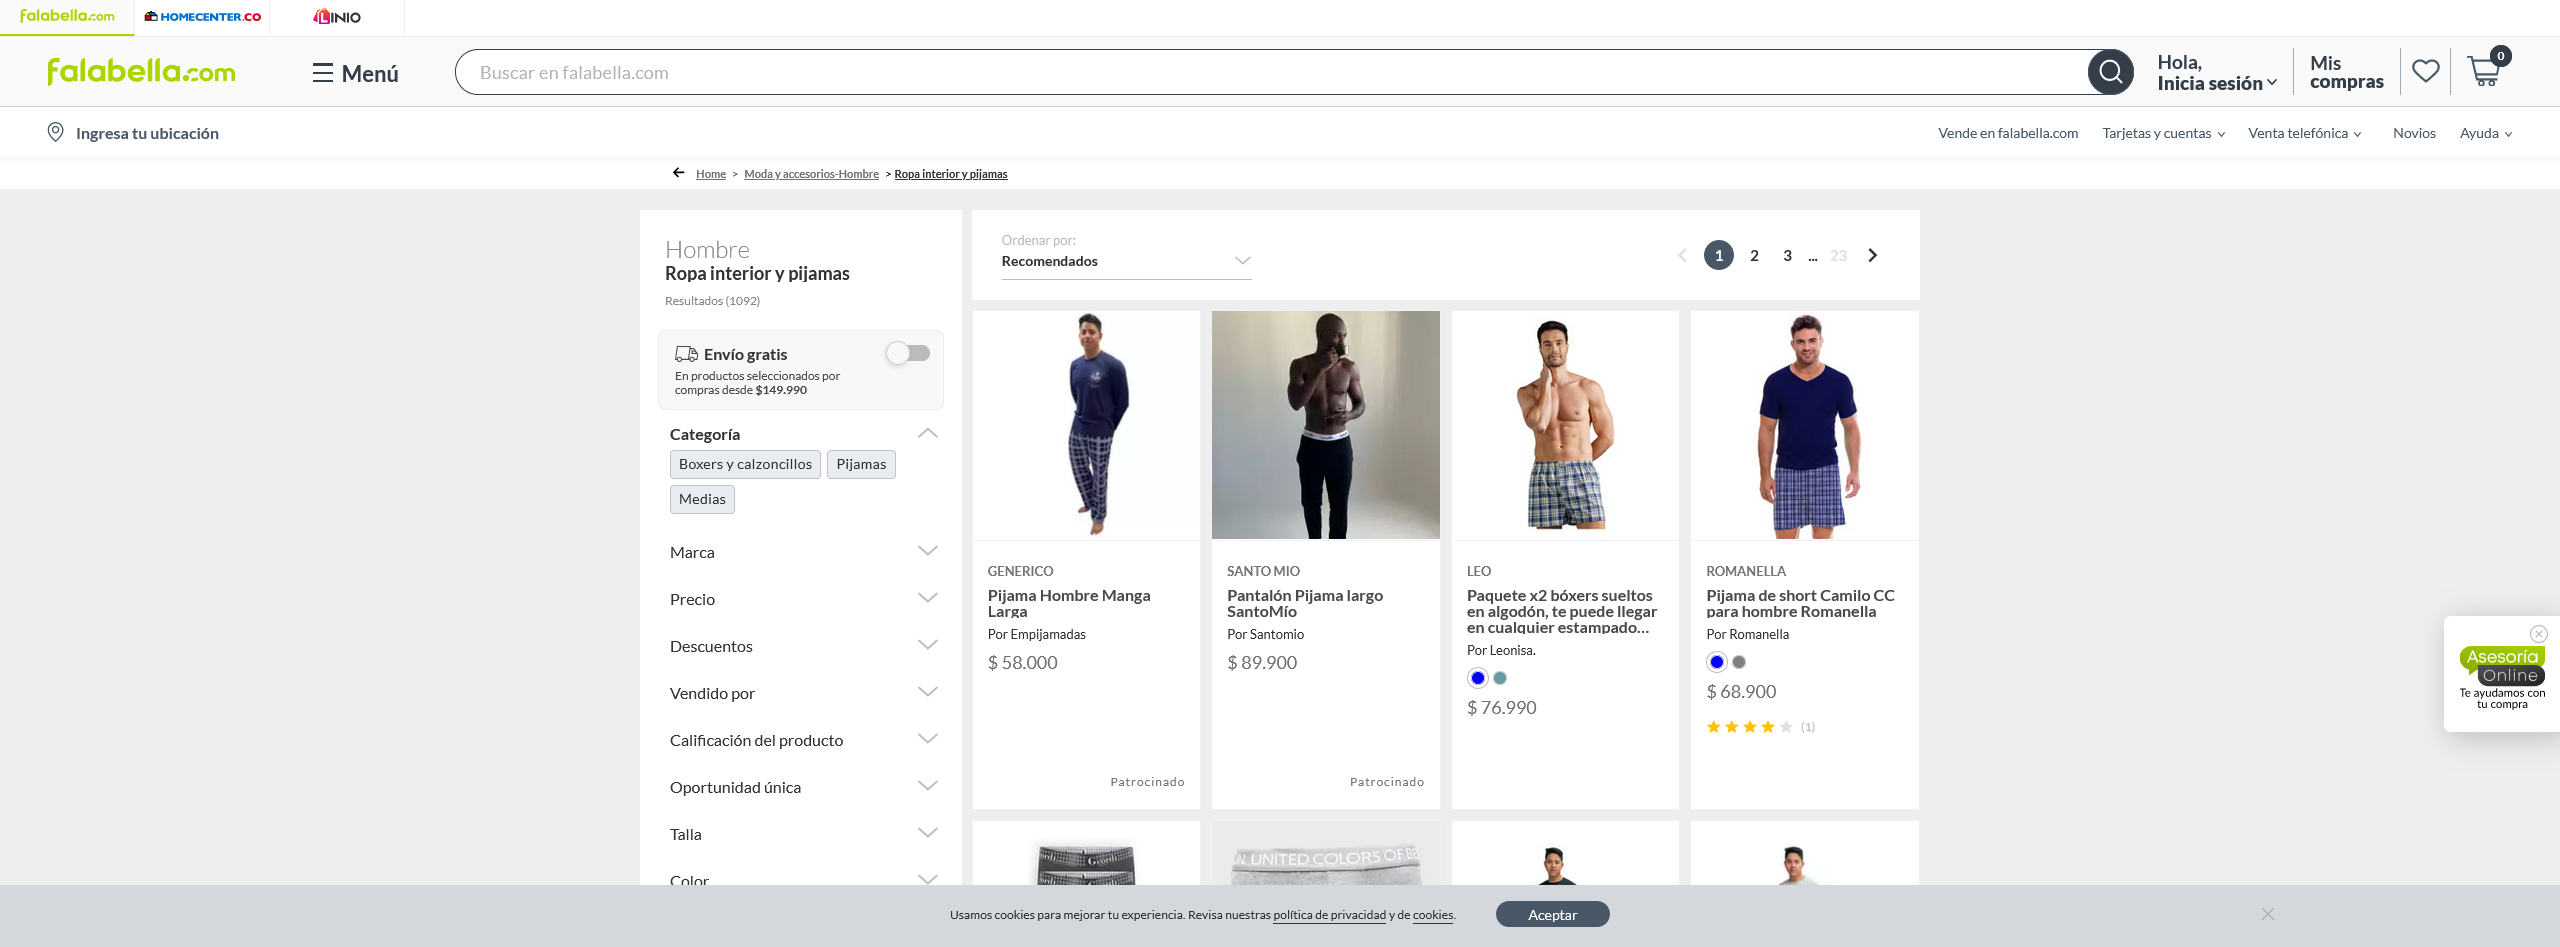 falabella.com
HOMECENTER.CO
LINIO
falabella.com
Menú
Buscar en falabella.com
Hola,
Inicia sesión
Mis
compras
0
Ingresa tu ubicación
Vende en falabella.com
Tarjetas y cuentas
Venta telefónica
Novios
Ayuda
Home > Moda y accesorios-Hombre > Ropa interior y pijamas
Hombre
Ropa interior y pijamas
Resultados (1092)
Envío gratis
En productos seleccionados por
compras desde $149.990
Categoría
Boxers y calzoncillos
Pijamas
Medias
Marca
Precio
Descuentos
Vendido por
Calificación del producto
Oportunidad única
Talla
Color
Ordenar por:
Recomendados
1 2 3 ... 23
GENERICO
Pijama Hombre Manga
Larga
Por Empijamadas
$ 58.000
Patrocinado
SANTO MIO
Pantalón Pijama largo
SantoMío
Por Santomio
$ 89.900
Patrocinado
LEO
Paquete x2 bóxers sueltos
en algodón, te puede llegar
en cualquier estampado...
Por Leonisa.
$ 76.990
ROMANELLA
Pijama de short Camilo CC
para hombre Romanella
Por Romanella
$ 68.900
(1)
UNITED COLORS OF BE
Asesoría
Online
Te ayudamos con
tu compra
Usamos cookies para mejorar tu experiencia. Revisa nuestras política de privacidad y de cookies.
Aceptar